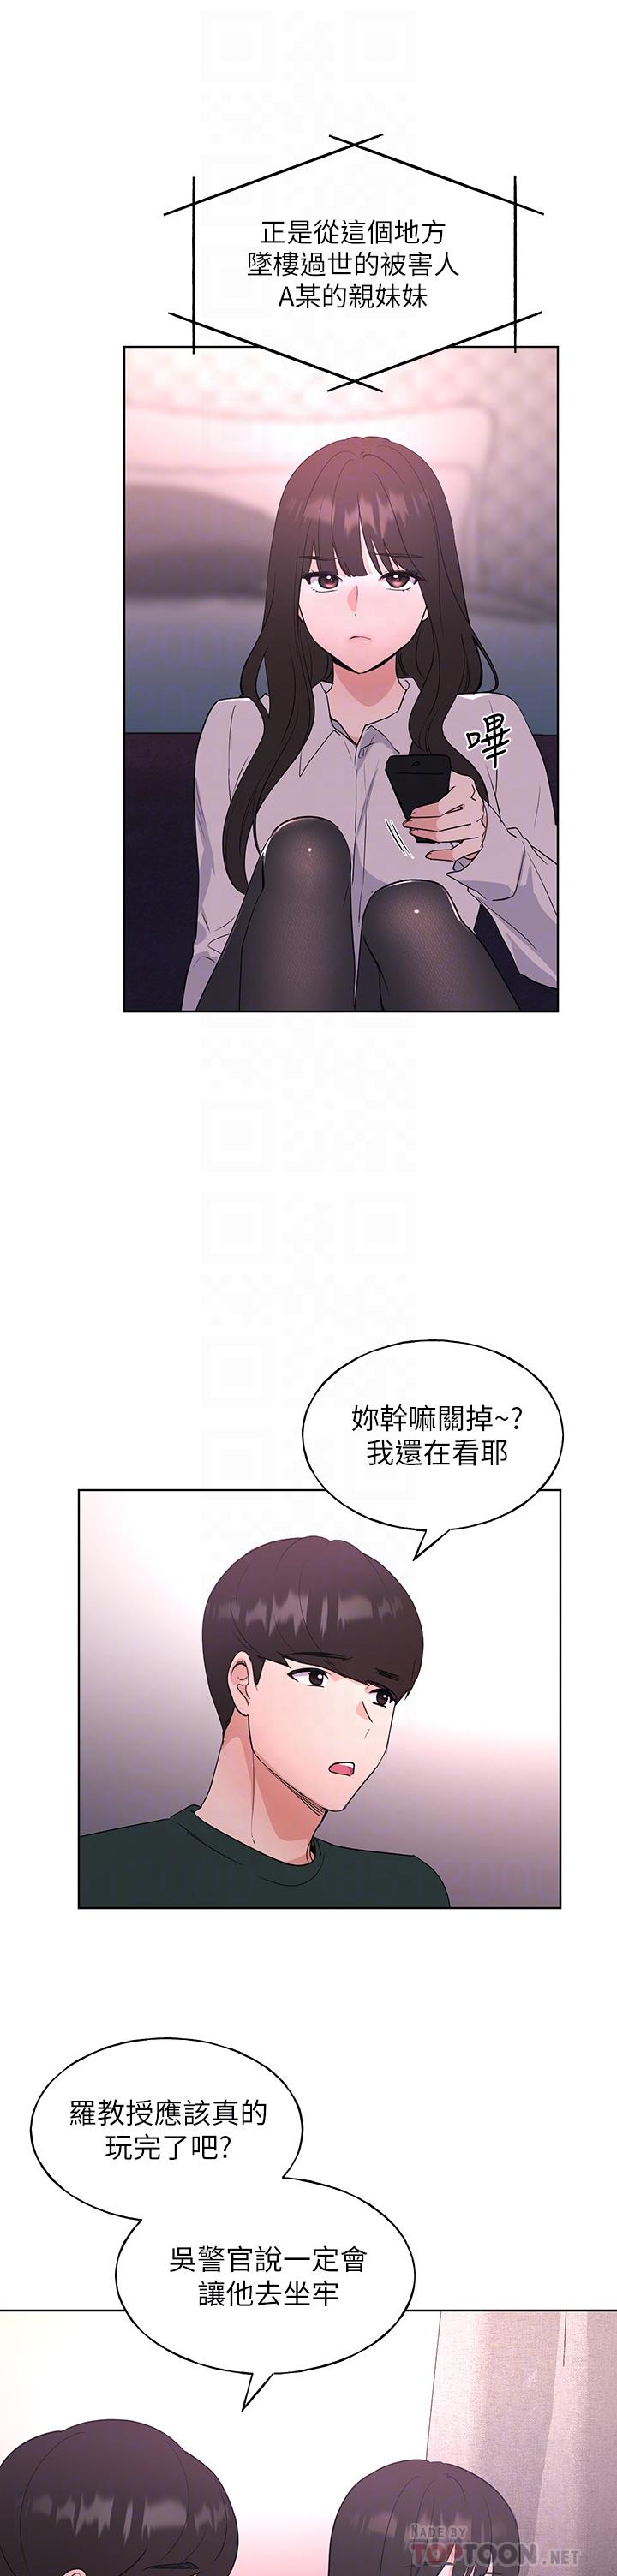 正是從這個地方
墜樓過世的被害人
A某的親妹妹
嗶
妳幹嘛關掉~?
我還在看耶
羅教授應該真的
玩完了吧?
吳警官說一定會
讓他去坐牢
MADE BY
TOPTOON.NET